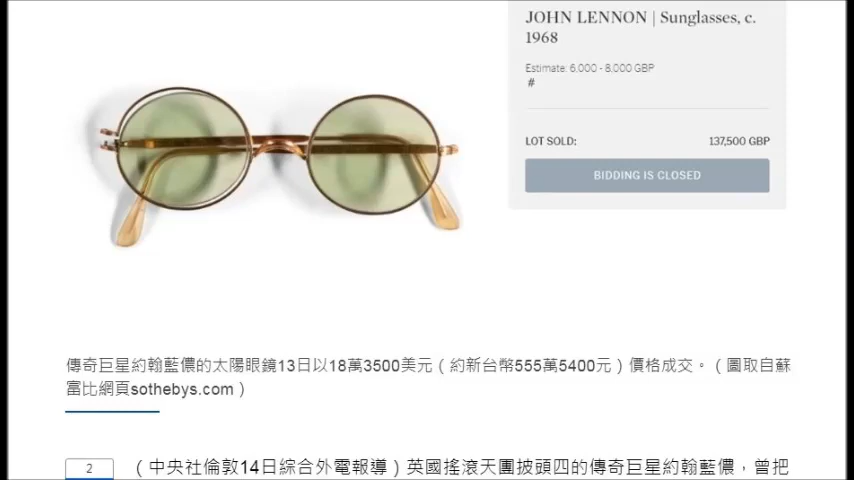 JOHN LENNON | Sunglasses, c.
1968
Estimate: 6,000 - 8,000 GBP
#
LOT SOLD:
137,500 GBP
BIDDING IS CLOSED
傳奇巨星約翰藍儂的太陽眼鏡13日以18萬3500美元（約新台幣555萬5400元）價格成交。（圖取自蘇
富比網頁sothebys.com）
2
（中央社倫敦14日綜合外電報導）英國搖滾天團披頭四的傳奇巨星約翰藍儂，曾把